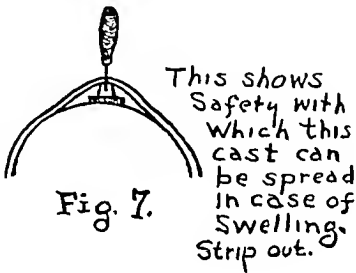 This shows
Safety with
which this
cast can
be spread
in case of
Swelling.
Strip out.
Fig. 7.